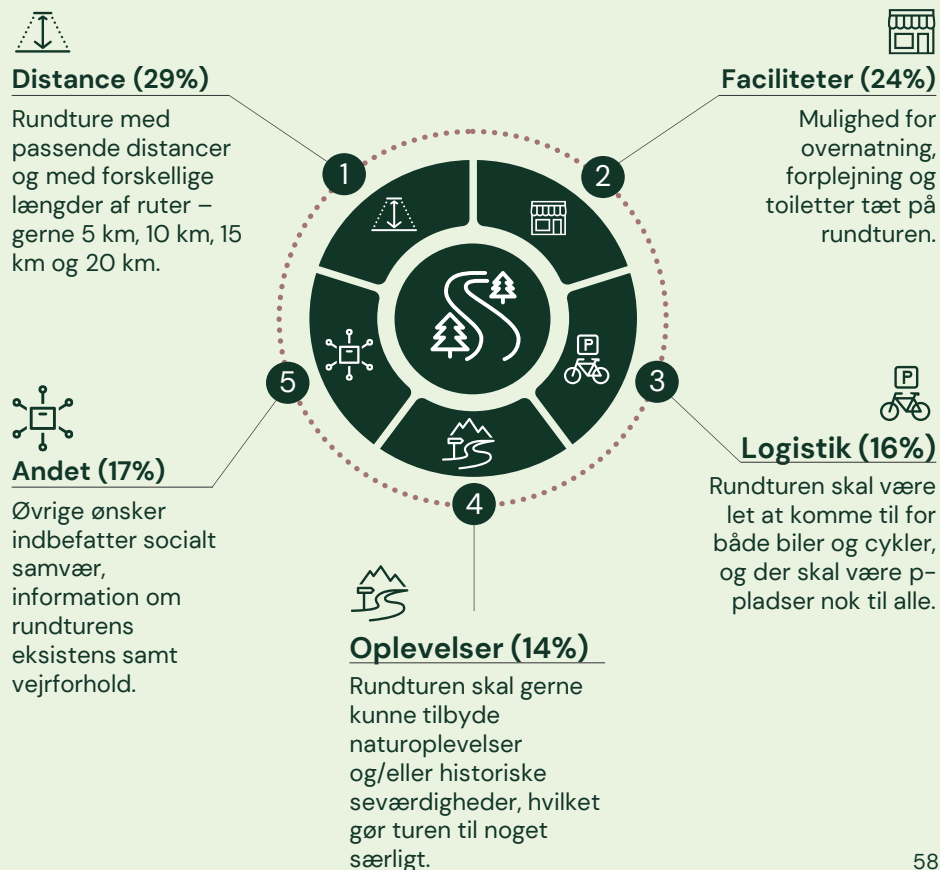 Distance (29%)
Rundture med
passende distancer
og med forskellige
længder af ruter –
gerne 5 km, 10 km, 15
km og 20 km.
Faciliteter (24%)
Mulighed for
overnatning,
forplejning og
toiletter tæt på
rundturen.
1
2
3
4
5
P
P
Logistik (16%)
Rundturen skal være
let at komme til for
både biler og cykler,
og der skal være p-
pladser nok til alle.
Oplevelser (14%)
Rundturen skal gerne
kunne tilbyde
naturoplevelser
og/eller historiske
seværdigheder, hvilket
gør turen til noget
særligt.
Andet (17%)
Øvrige ønsker
indbefatter socialt
samvær,
information om
rundturens
eksistens samt
vejrforhold.
58